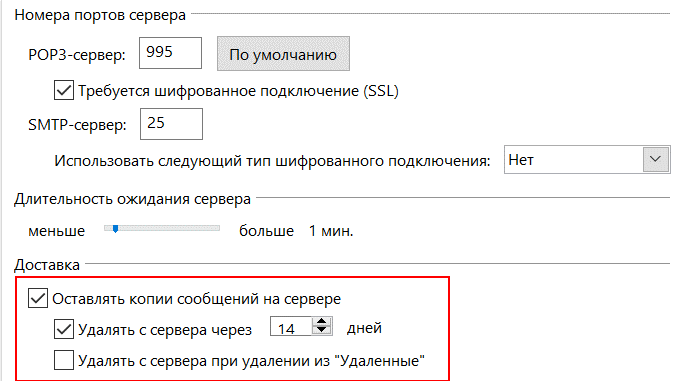 Номера портов сервера
POP3-сервер: 995 По умолчанию
Требуется шифрованное подключение (SSL)
SMTP-сервер: 25
Использовать следующий тип шифрованного подключения: Нет
Длительность ожидания сервера
меньше больше 1 мин.
Доставка
Оставлять копии сообщений на сервере
Удалять с сервера через 14 дней
Удалять с сервера при удалении из "Удаленные"